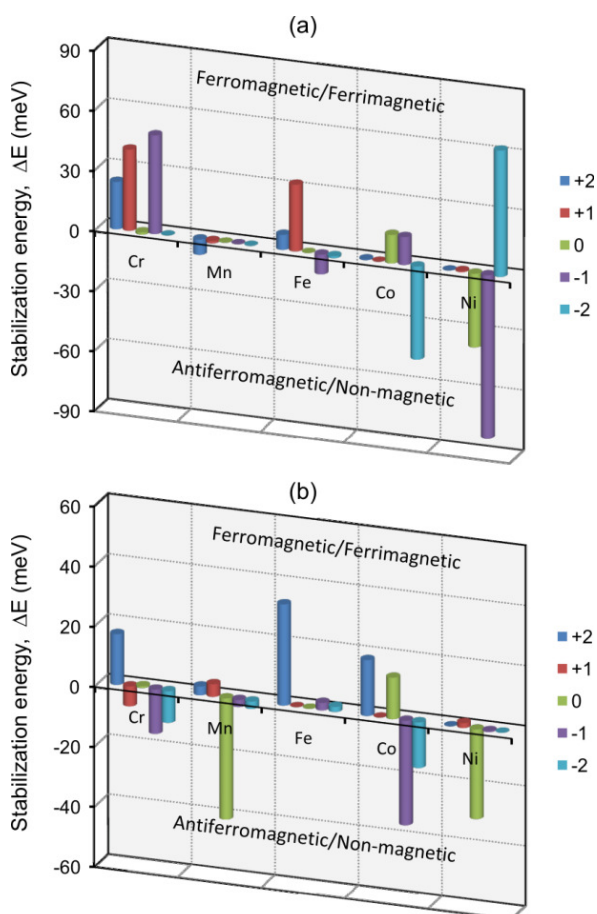 (a)
Stabilization energy, ΔE (meV)
90
60
30
0
-30
-60
-90
Ferromagnetic/Ferrimagnetic
Cr
Mn
Fe
Co
Ni
Antiferromagnetic/Non-magnetic
+2
+1
0
-1
-2
(b)
Stabilization energy, ΔE (meV)
60
40
20
0
-20
-40
-60
Ferromagnetic/Ferrimagnetic
Cr
Mn
Fe
Co
Ni
Antiferromagnetic/Non-magnetic
+2
+1
0
-1
-2